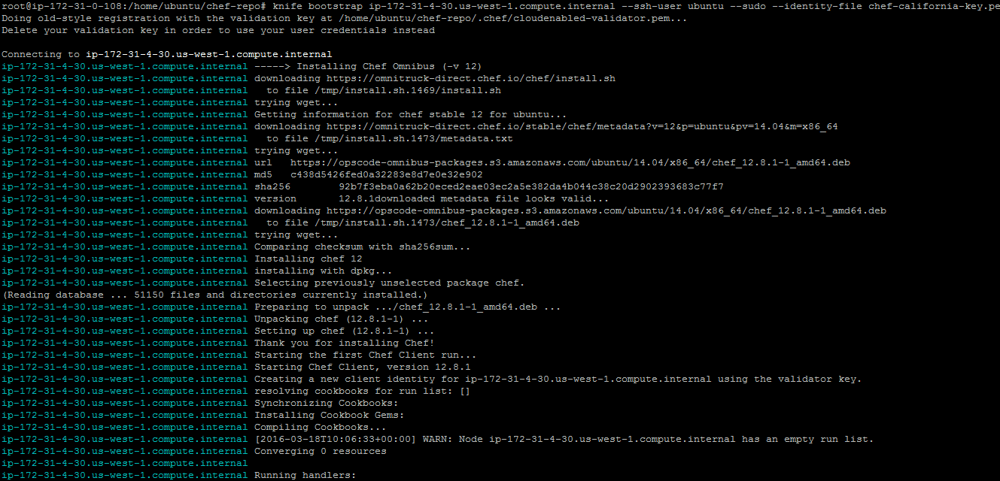 root@ip-172-31-0-108:/home/ubuntu/chef-repo# knife bootstrap ip-172-31-4-30.us-west-1.compute.internal --ssh-user ubuntu --sudo --identity-file chef-california-key.pe
Doing old-style registration with the validation key at /home/ubuntu/chef-repo/.chef/cloudenabled-validator.pem...
Delete your validation key in order to use your user credentials instead

Connecting to ip-172-31-4-30.us-west-1.compute.internal
ip-172-31-4-30.us-west-1.compute.internal -----> Installing Chef Omnibus (-v 12)
ip-172-31-4-30.us-west-1.compute.internal downloading https://omnitruck-direct.chef.io/chef/install.sh
ip-172-31-4-30.us-west-1.compute.internal   to file /tmp/install.sh.1469/install.sh
ip-172-31-4-30.us-west-1.compute.internal trying wget...
ip-172-31-4-30.us-west-1.compute.internal Getting information for chef stable 12 for ubuntu...
ip-172-31-4-30.us-west-1.compute.internal downloading https://omnitruck-direct.chef.io/stable/chef/metadata?v=12&p=ubuntu&pv=14.04&m=x86_64
ip-172-31-4-30.us-west-1.compute.internal   to file /tmp/install.sh.1473/metadata.txt
ip-172-31-4-30.us-west-1.compute.internal trying wget...
ip-172-31-4-30.us-west-1.compute.internal url   https://opscode-omnibus-packages.s3.amazonaws.com/ubuntu/14.04/x86_64/chef_12.8.1-1_amd64.deb
ip-172-31-4-30.us-west-1.compute.internal md5   c438d5426fed0a32283e8d7e0e32e902
ip-172-31-4-30.us-west-1.compute.internal sha256        92b7f3eba0a62b20eced2eae03ec2a5e382da4b044c38c20d2902393683c77f7
ip-172-31-4-30.us-west-1.compute.internal version       12.8.1downloaded metadata file looks valid...
ip-172-31-4-30.us-west-1.compute.internal downloading https://opscode-omnibus-packages.s3.amazonaws.com/ubuntu/14.04/x86_64/chef_12.8.1-1_amd64.deb
ip-172-31-4-30.us-west-1.compute.internal   to file /tmp/install.sh.1473/chef_12.8.1-1_amd64.deb
ip-172-31-4-30.us-west-1.compute.internal trying wget...
ip-172-31-4-30.us-west-1.compute.internal Comparing checksum with sha256sum...
ip-172-31-4-30.us-west-1.compute.internal Installing chef 12
ip-172-31-4-30.us-west-1.compute.internal installing with dpkg...
ip-172-31-4-30.us-west-1.compute.internal Selecting previously unselected package chef.
(Reading database ... 51150 files and directories currently installed.)
ip-172-31-4-30.us-west-1.compute.internal Preparing to unpack .../chef_12.8.1-1_amd64.deb ...
ip-172-31-4-30.us-west-1.compute.internal Unpacking chef (12.8.1-1) ...
ip-172-31-4-30.us-west-1.compute.internal Setting up chef (12.8.1-1) ...
ip-172-31-4-30.us-west-1.compute.internal Thank you for installing Chef!
ip-172-31-4-30.us-west-1.compute.internal Starting the first Chef Client run...
ip-172-31-4-30.us-west-1.compute.internal Starting Chef Client, version 12.8.1
ip-172-31-4-30.us-west-1.compute.internal Creating a new client identity for ip-172-31-4-30.us-west-1.compute.internal using the validator key.
ip-172-31-4-30.us-west-1.compute.internal resolving cookbooks for run list: []
ip-172-31-4-30.us-west-1.compute.internal Synchronizing Cookbooks:
ip-172-31-4-30.us-west-1.compute.internal Installing Cookbook Gems:
ip-172-31-4-30.us-west-1.compute.internal Compiling Cookbooks...
ip-172-31-4-30.us-west-1.compute.internal [2016-03-18T10:06:33+00:00] WARN: Node ip-172-31-4-30.us-west-1.compute.internal has an empty run list.
ip-172-31-4-30.us-west-1.compute.internal Converging 0 resources
ip-172-31-4-30.us-west-1.compute.internal
ip-172-31-4-30.us-west-1.compute.internal Running handlers: